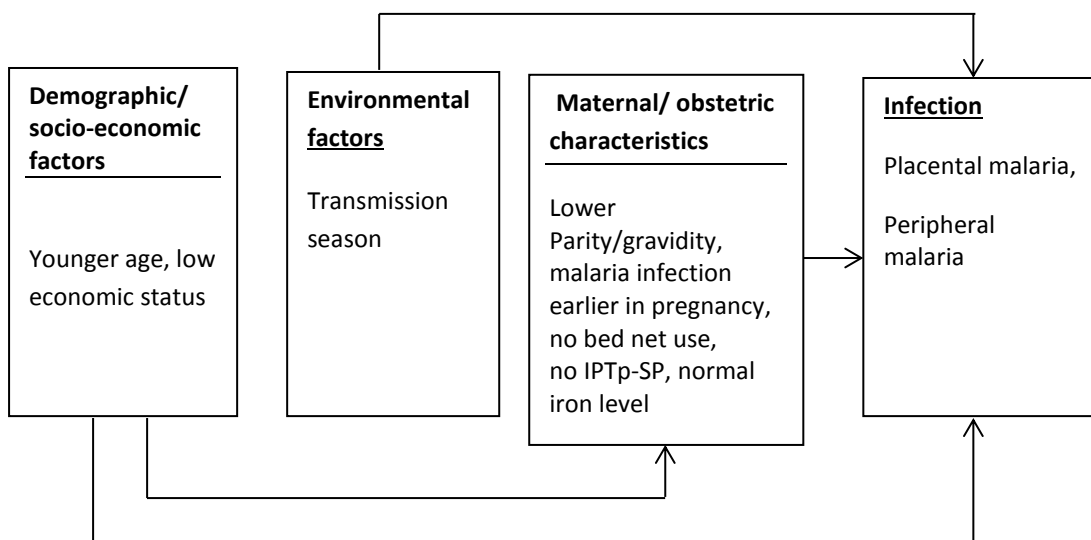 Demographic/
socio-economic
factors
Younger age, low
economic status
Environmental
factors
Transmission
season
Maternal/ obstetric
characteristics
Lower
Parity/gravidity,
malaria infection
earlier in pregnancy,
no bed net use,
no IPTp-SP, normal
iron level
Infection
Placental malaria,
Peripheral
malaria